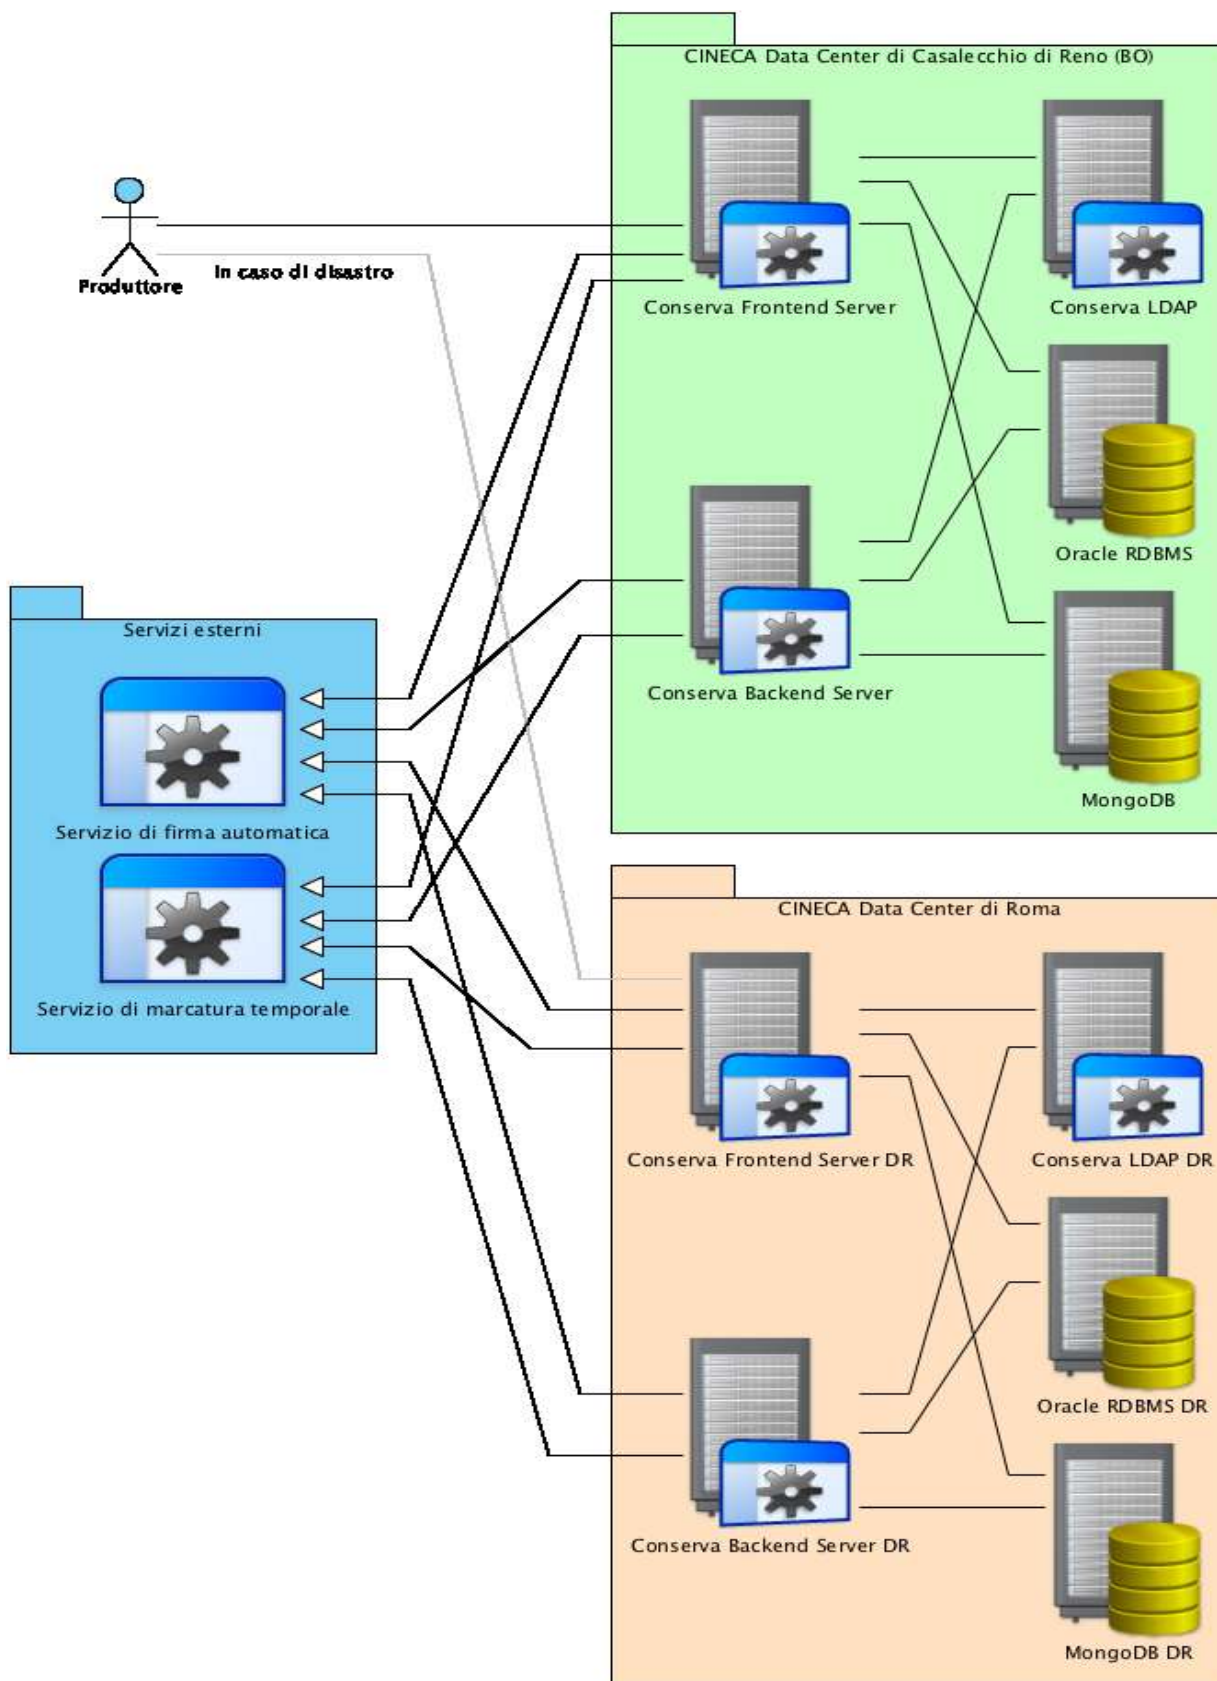 CINECA Data Center di Casalecchio di Reno (BO)
Produttore
In caso di disastro
Conserva Frontend Server
Conserva LDAP
Oracle RDBMS
Conserva Backend Server
MongoDB
Servizi esterni
Servizio di firma automatica
Servizio di marcatura temporale
CINECA Data Center di Roma
Conserva Frontend Server DR
Conserva LDAP DR
Oracle RDBMS DR
Conserva Backend Server DR
MongoDB DR